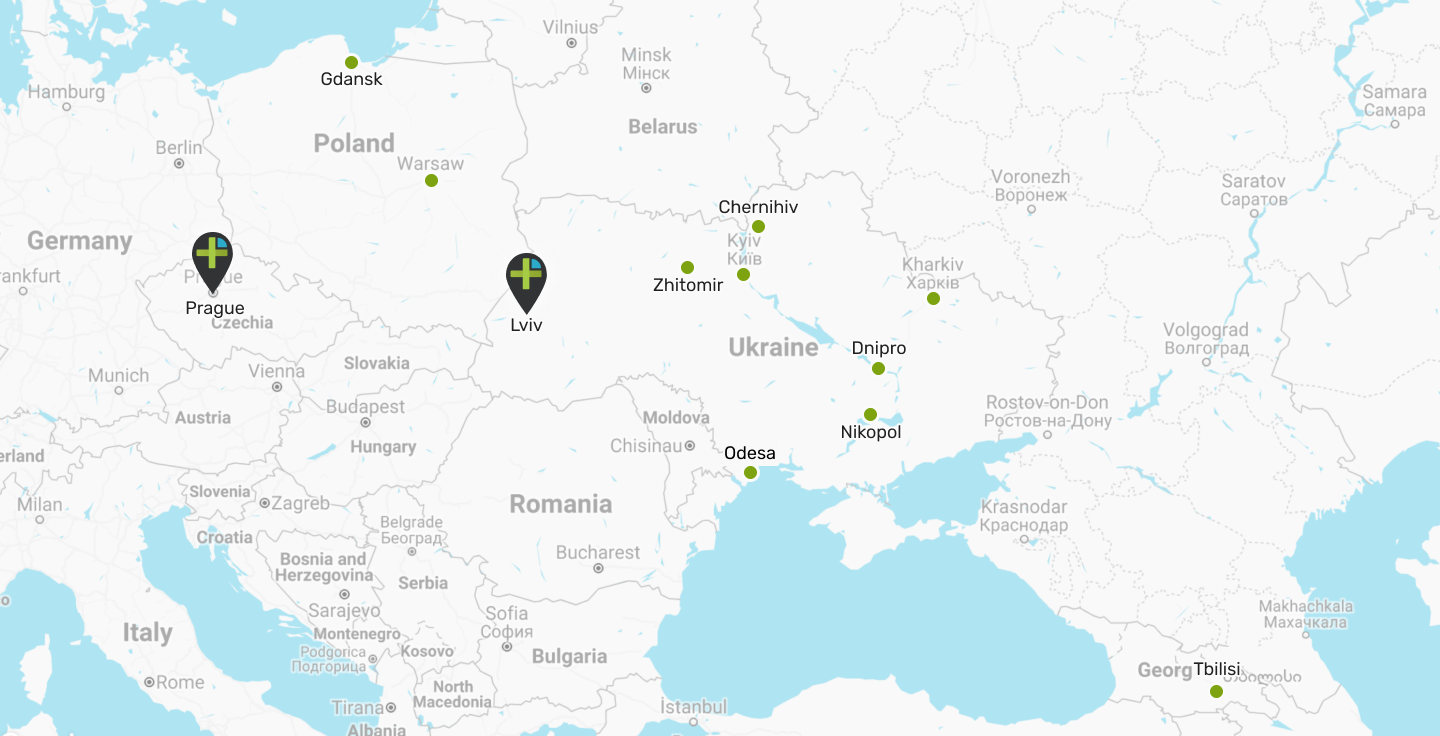 Vilnius
Minsk
Мінск
Gdansk
Hamburg
Samara
Самара
Belarus
Poland
Berlin
Warsaw
Voronezh
Воронеж
Saratov
Саратов
Chernihiv
Germany
Kyiv
Київ
Kharkiv
Харків
Prague
rankfurt
Zhitomir
Prague
Czechia
Lviv
Volgograd
Волгоград
Ukraine
Dnipro
Slovakia
Vienna
Munich
Budapest
Rostov-on-Don
Ростов-на-Дону
Austria
Moldova
Nikopol
Chisinau
Hungary
erland
Odesa
Slovenia
Milan
Zagreb
Romania
Krasnodar
Краснодар
Belgrade
Београд
Croatia
Bucharest
Bosnia and
Herzegovina
Serbia
Sarajevo
Makhachkala
Махачкала
Sofia
София
Italy
Montenegro
Podgorica
Подгорица
Kosovo
Bulgaria
Georg
Tbilisi
Rome
North
Macedonia
Tirana
İstanbul
Albania